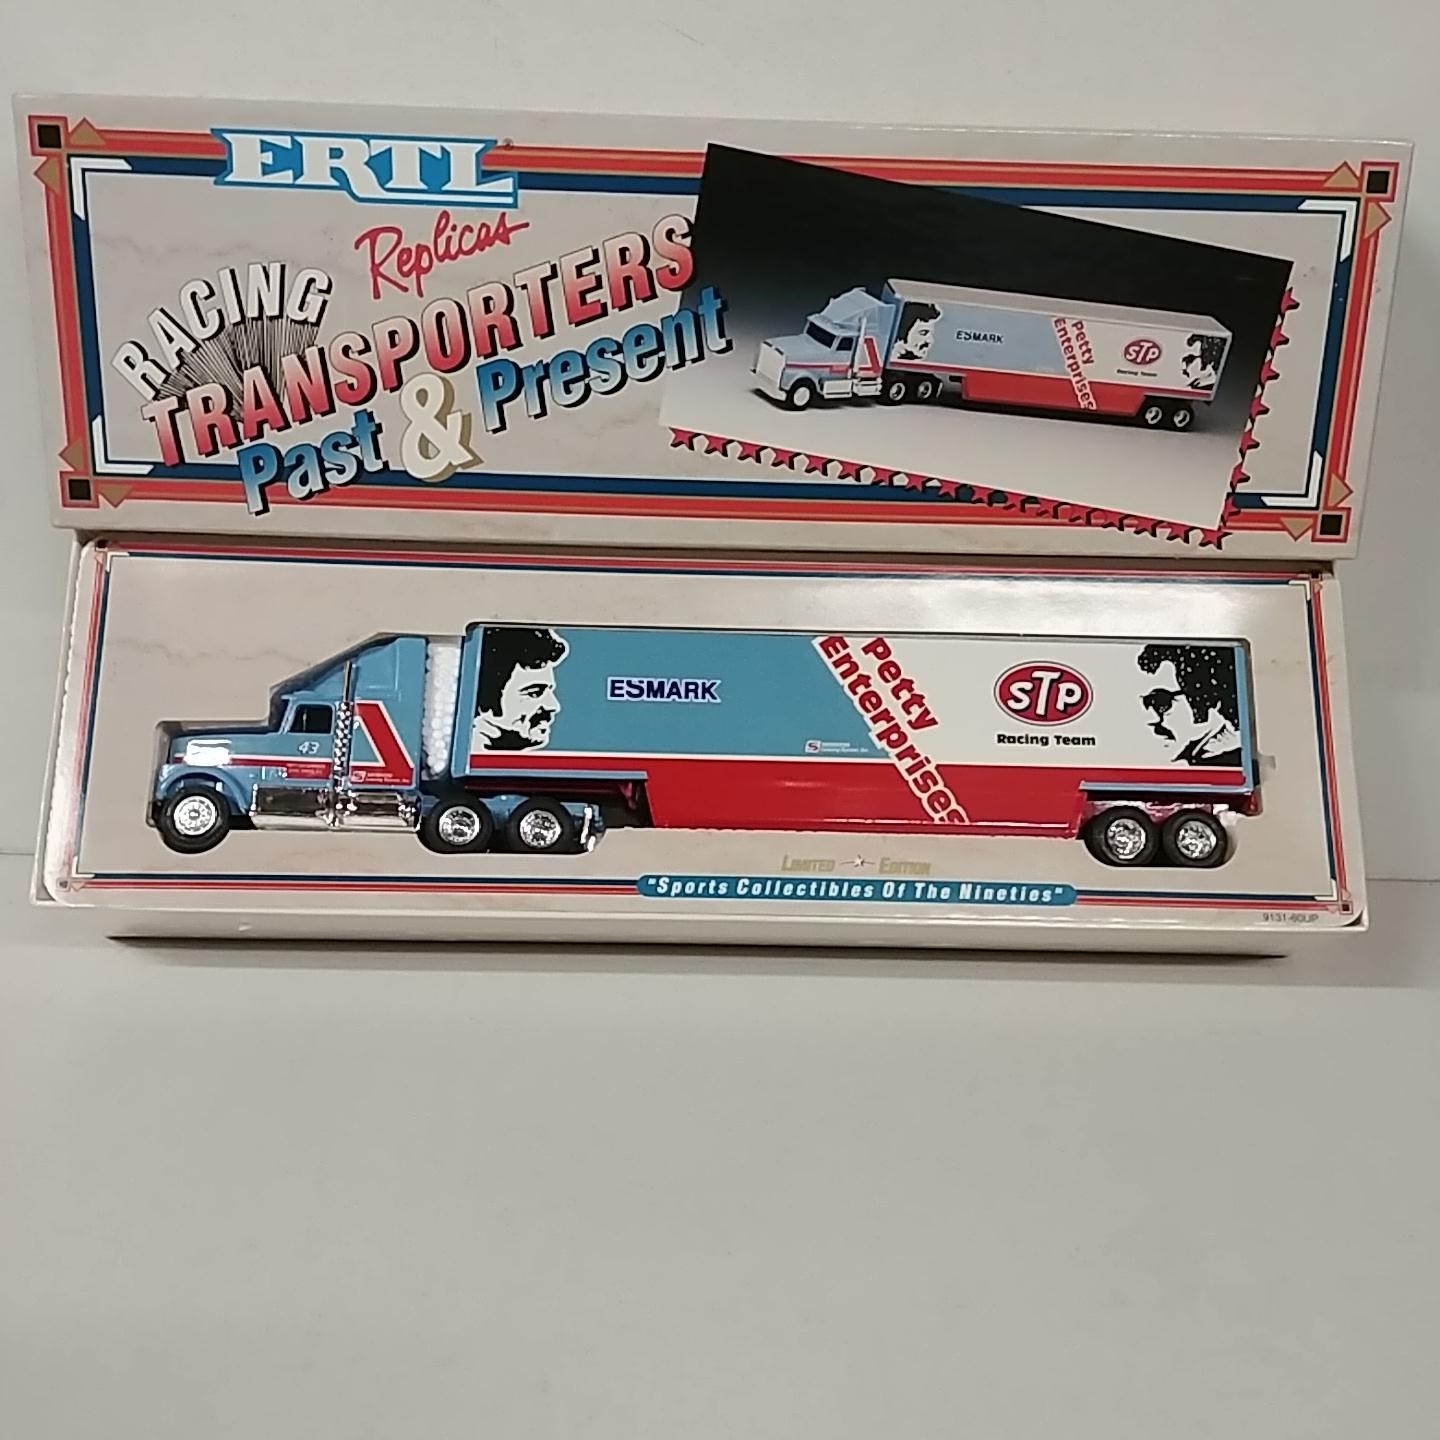 ERTL
Replicas
RACING
TRANSPORTERS
Past & Present
ESMARK
Petty
Enterprises
STP
Racing Team
ESMARK
Petty
Enterprises
STP
Racing Team
43
LIMITED EDITION
"Sports Collectibles Of The Nineties"
9131-60UP